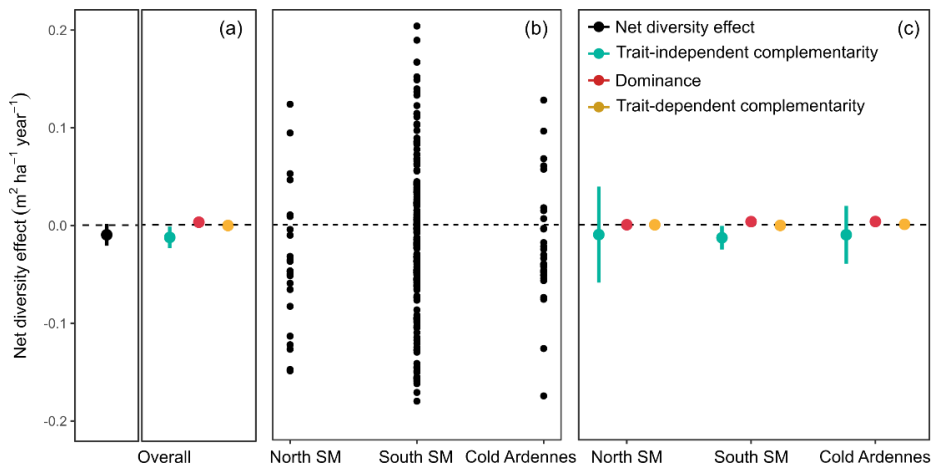 Net diversity effect (m² ha⁻¹ year⁻¹)
0.2
0.1
0.0
-0.1
-0.2
(a)
(b)
(c)
Net diversity effect
Trait-independent complementarity
Dominance
Trait-dependent complementarity
Overall
North SM South SM Cold Ardennes
North SM South SM Cold Ardennes